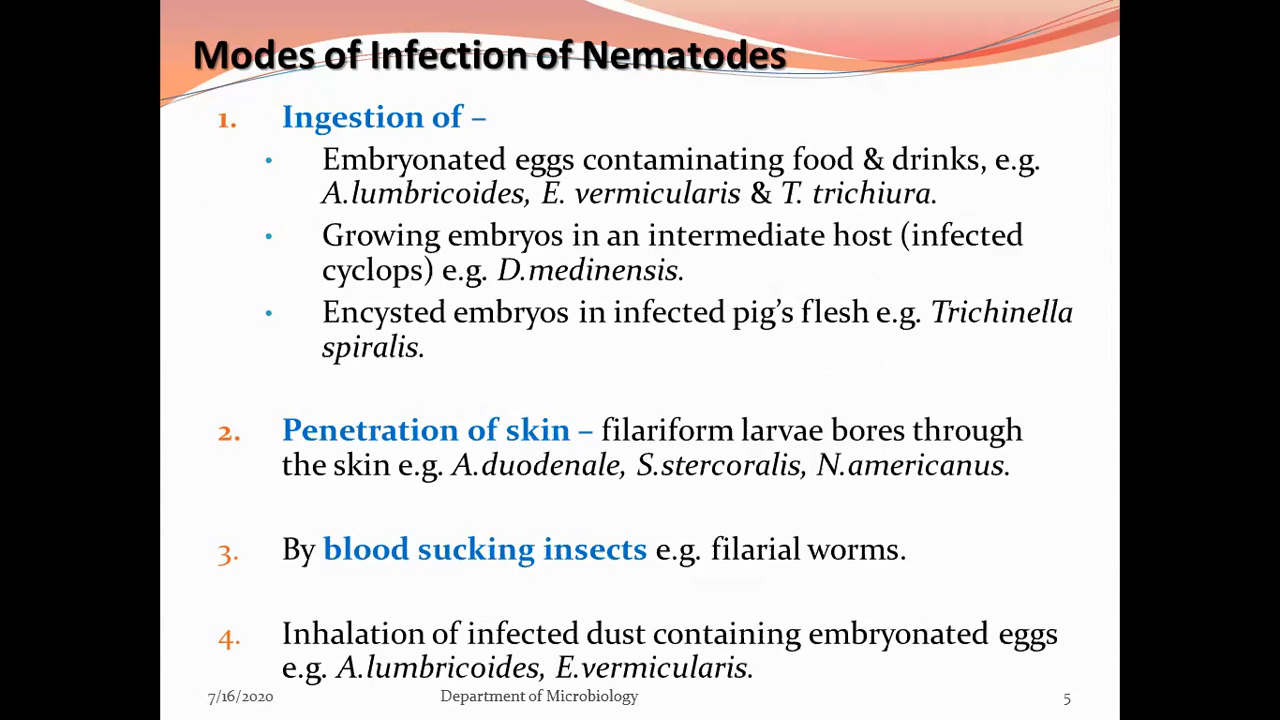 Modes of Infection of Nematodes
1. Ingestion of –
• Embryonated eggs contaminating food & drinks, e.g.
A.lumbricoides, E. vermicularis & T. trichiura.
• Growing embryos in an intermediate host (infected
cyclops) e.g. D.medinensis.
• Encysted embryos in infected pig’s flesh e.g. Trichinella
spiralis.
2. Penetration of skin – filariform larvae bores through
the skin e.g. A.duodenale, S.stercoralis, N.americanus.
3. By blood sucking insects e.g. filarial worms.
4. Inhalation of infected dust containing embryonated eggs
e.g. A.lumbricoides, E.vermicularis.
7/16/2020 Department of Microbiology 5